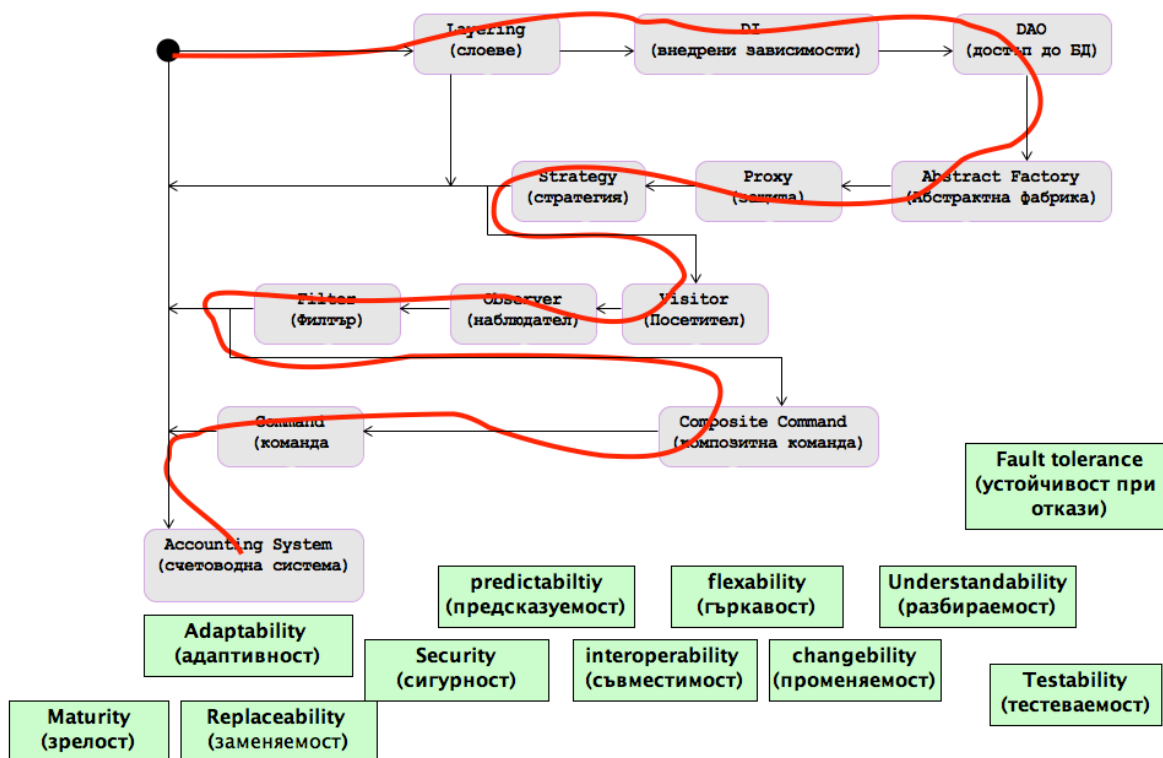 Layering
(слоеве)
DI
(внедрени зависимости)
DAO
(достъп до БД)
Strategy
(стратегия)
Proxy
(защита)
Abstract Factory
(Абстрактна фабрика)
Filter
(Филтър)
Observer
(наблюдател)
Visitor
(Посетител)
Command
(команда
Composite Command
(композитна команда)
Fault tolerance
(устойчивост при
откази)
Accounting System
(счетоводна система)
predictabiltiy
(предсказуемост)
flexability
(гъркавост)
Understandability
(разбираемост)
Adaptability
(адаптивност)
Security
(сигурност)
interoperability
(съвместимост)
changebility
(променяемост)
Testability
(тестеваемост)
Maturity
(зрелост)
Replaceability
(заменяемост)